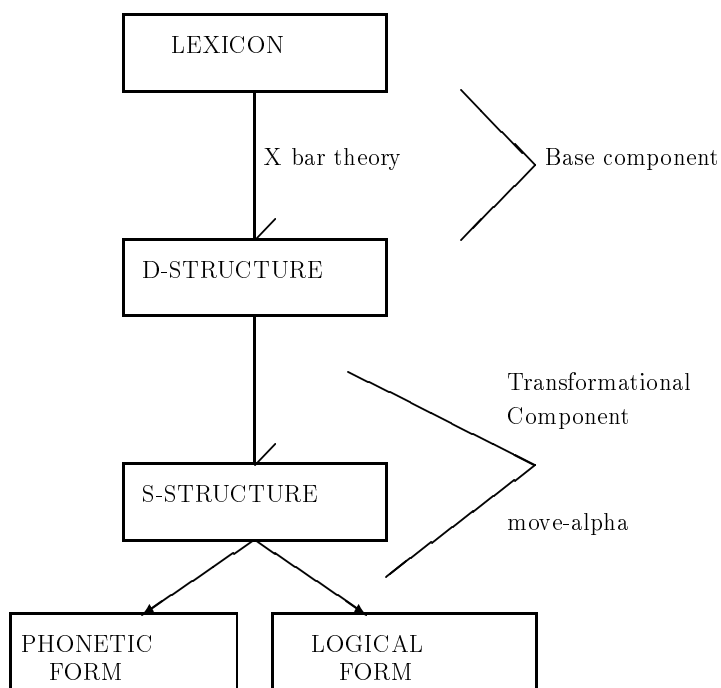 LEXICON
X bar theory
Base component
D-STRUCTURE
Transformational
Component
S-STRUCTURE
move-alpha
PHONETIC
FORM
LOGICAL
FORM